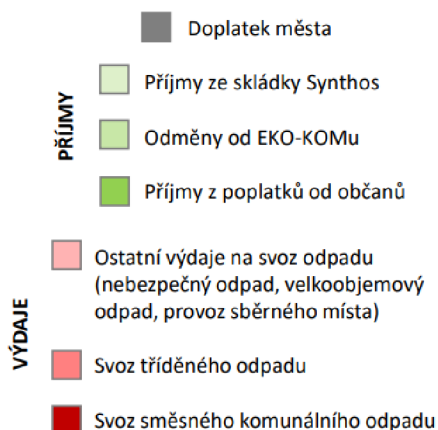 Doplatek města
PŘÍJMY
Příjmy ze skládky Synthos
Odměny od EKO-KOMu
Příjmy z poplatků od občanů
VÝDAJE
Ostatní výdaje na svoz odpadu
(nebezpečný odpad, velkoobjemový
odpad, provoz sběrného místa)
Svoz tříděného odpadu
Svoz směsného komunálního odpadu